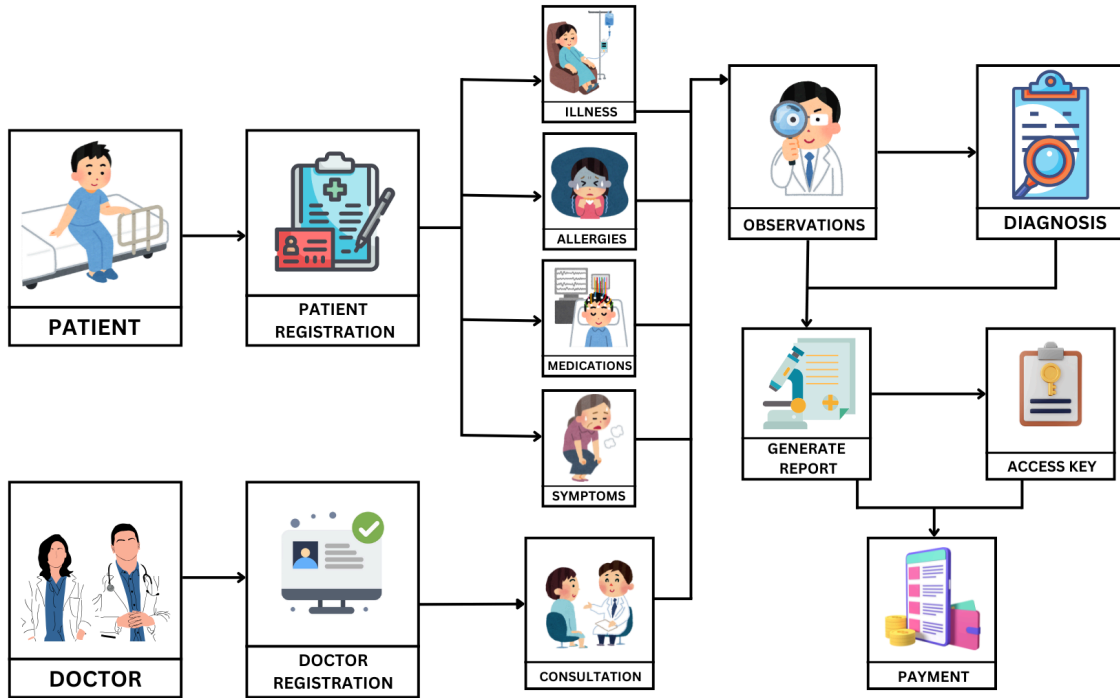 ILLNESS
ALLERGIES
MEDICATIONS
SYMPTOMS
PATIENT
PATIENT
REGISTRATION
DOCTOR
DOCTOR
REGISTRATION
CONSULTATION
OBSERVATIONS
DIAGNOSIS
GENERATE
REPORT
ACCESS KEY
PAYMENT